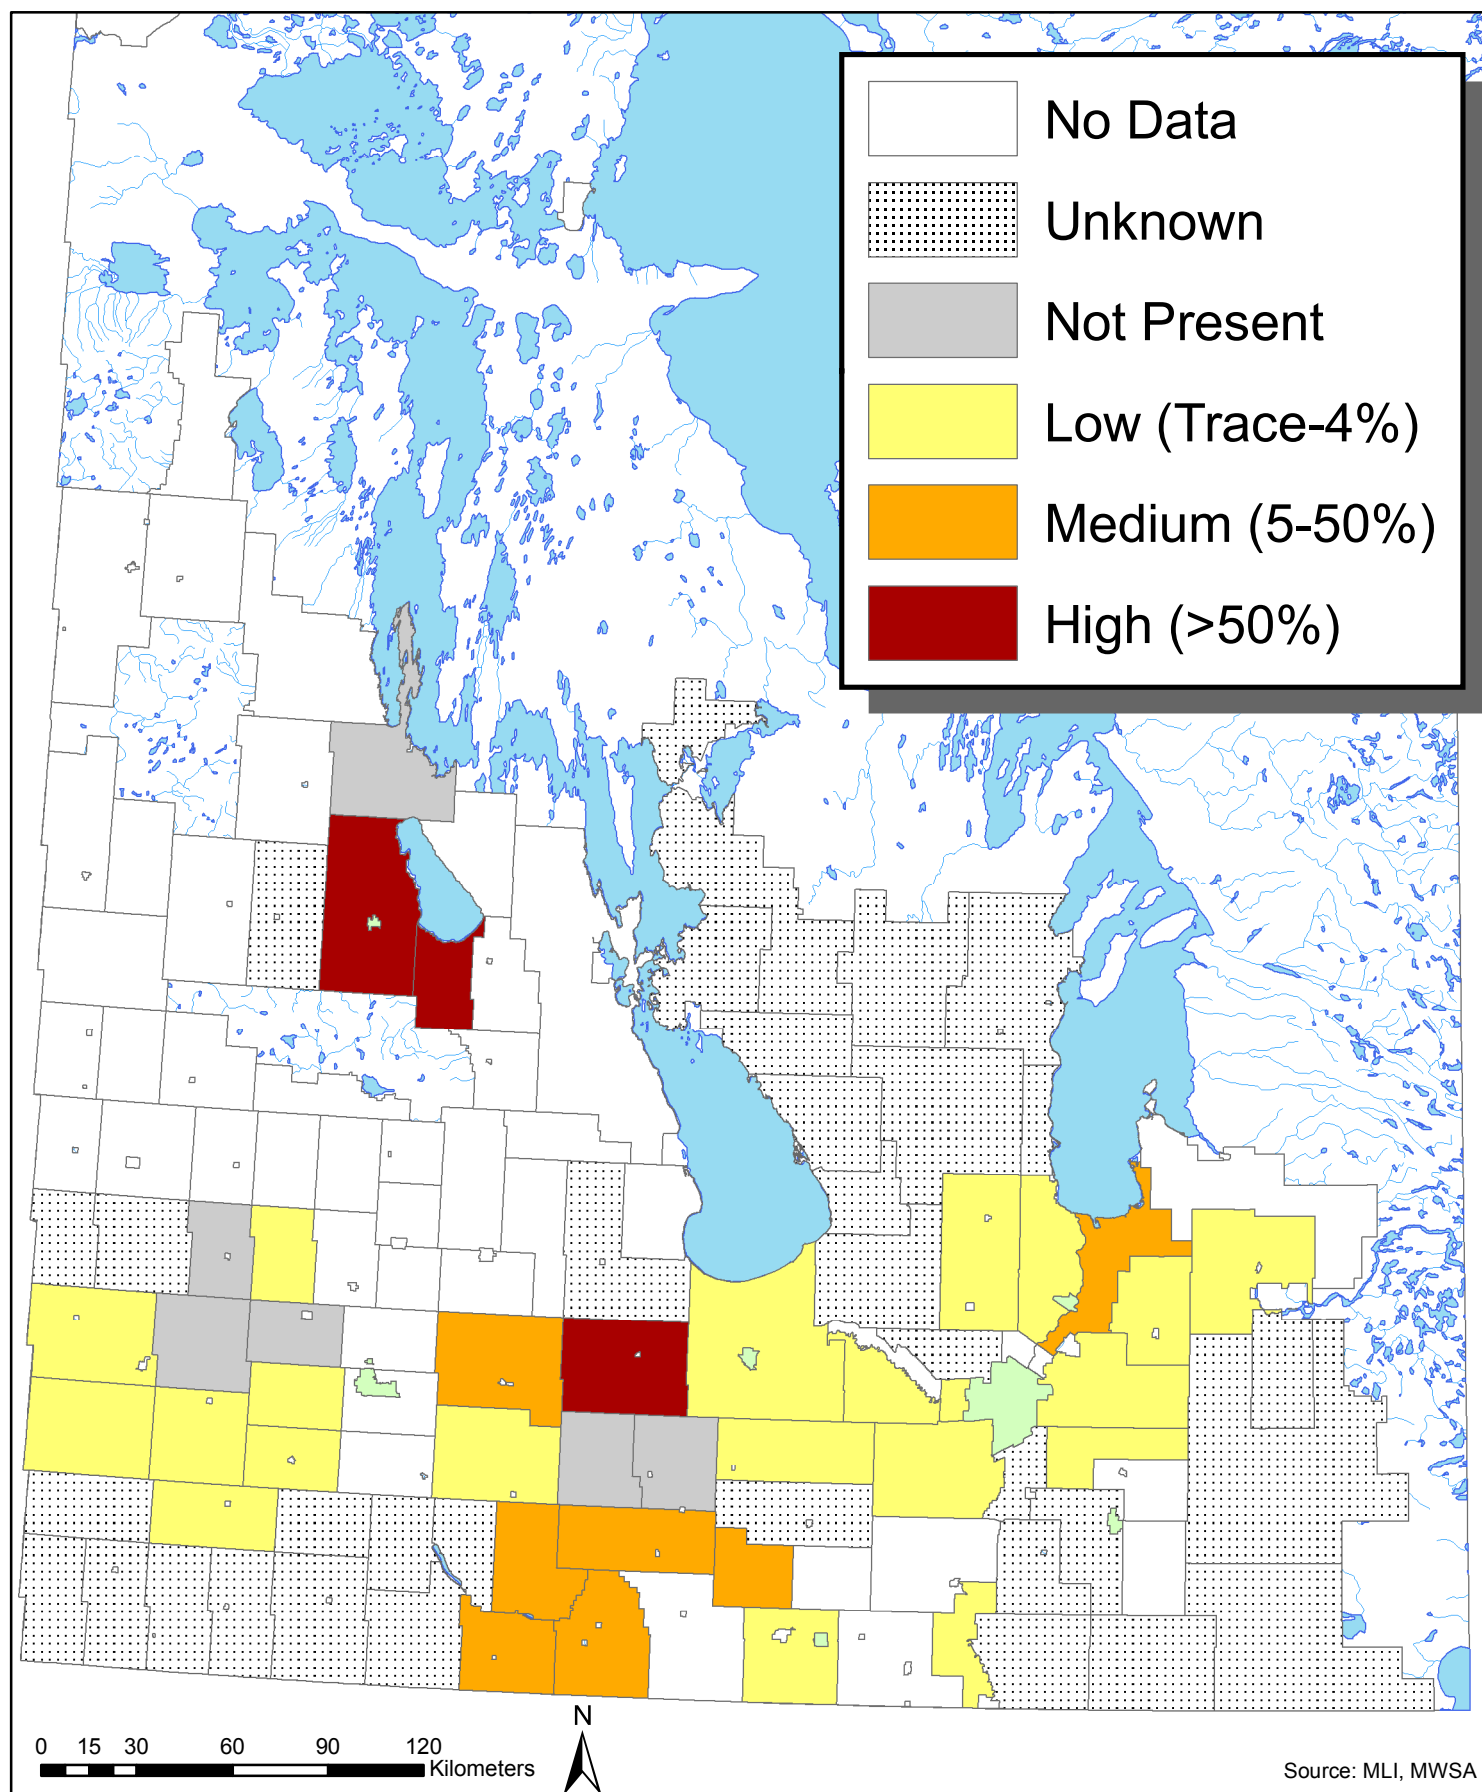 No Data
Unknown
Not Present
Low (Trace-4%)
Medium (5-50%)
High (>50%)
N
0 15 30 60 90 120
Kilometers
Source: MLI, MWSA